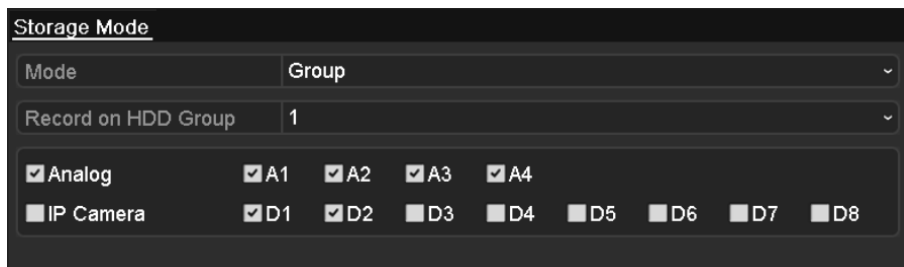 Storage Mode
Mode Group
Record on HDD Group 1
Analog A1 A2 A3 A4
IP Camera D1 D2 D3 D4 D5 D6 D7 D8